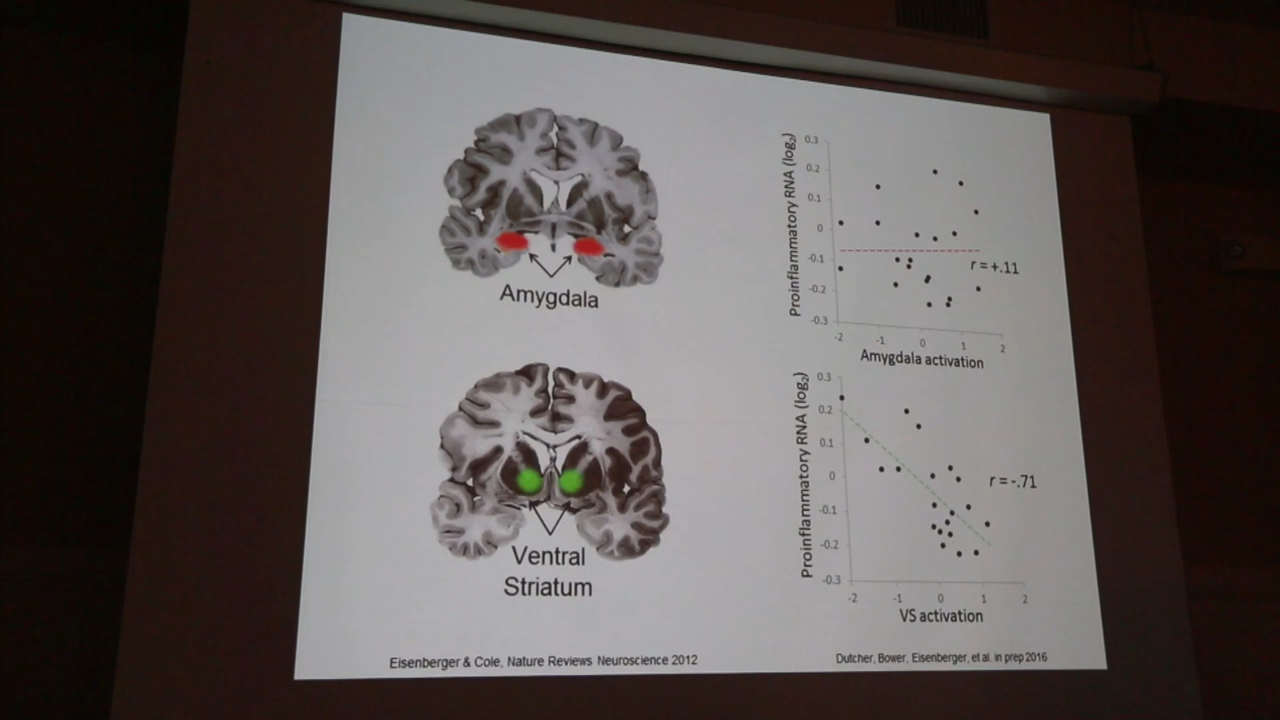 Amygdala
Ventral
Striatum
Eisenberger & Cole, Nature Reviews Neuroscience 2012
Proinflammatory RNA (log2)
0.3
0.2
0.1
0
-0.1
-0.2
-0.3
r = +.11
-2 -1 0 1 2
Amygdala activation
Proinflammatory RNA (log2)
0.3
0.2
0.1
0
-0.1
-0.2
-0.3
r = -.71
-2 -1 0 1 2
VS activation
Dutcher, Bower, Eisenberger, et al. in prep 2016